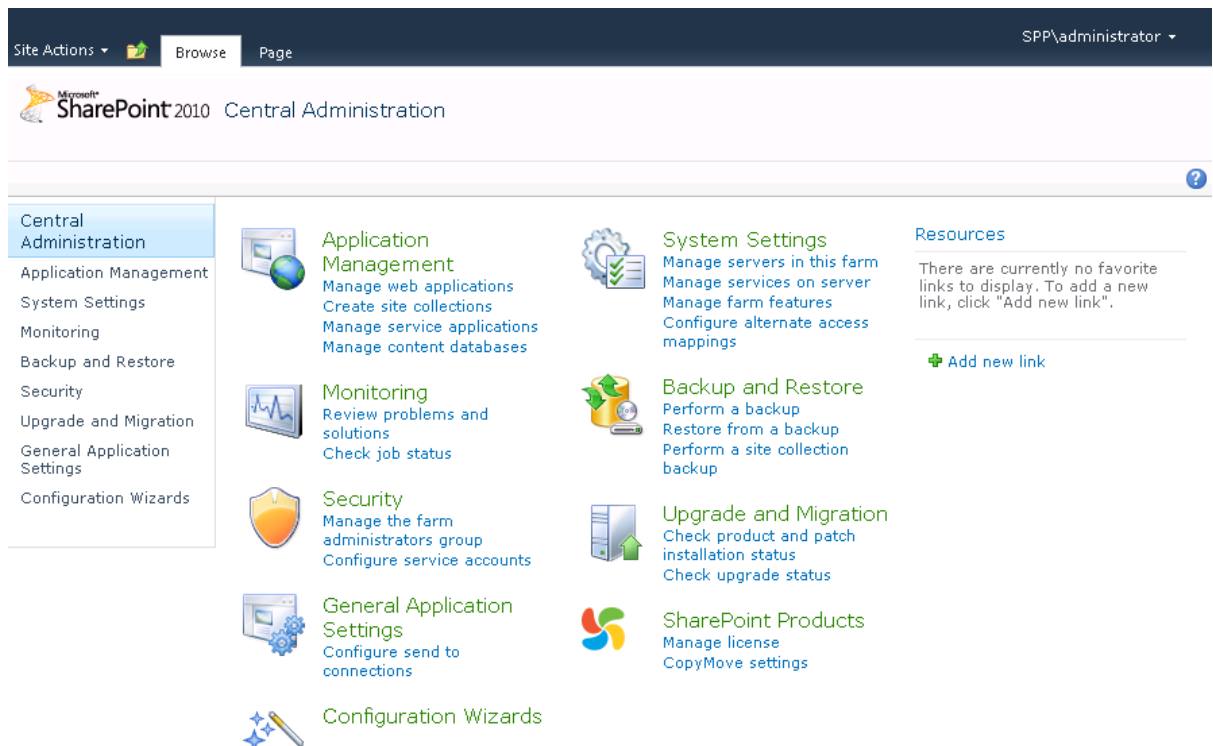 Site Actions Browse Page SPP\administrator
Microsoft
SharePoint 2010 Central Administration
Central
Administration
Application Management
System Settings
Monitoring
Backup and Restore
Security
Upgrade and Migration
General Application
Settings
Configuration Wizards
Application
Management
Manage web applications
Create site collections
Manage service applications
Manage content databases
Monitoring
Review problems and
solutions
Check job status
Security
Manage the farm
administrators group
Configure service accounts
General Application
Settings
Configure send to
connections
Configuration Wizards
System Settings
Manage servers in this farm
Manage services on server
Manage farm features
Configure alternate access
mappings
Backup and Restore
Perform a backup
Restore from a backup
Perform a site collection
backup
Upgrade and Migration
Check product and patch
installation status
Check upgrade status
SharePoint Products
Manage license
CopyMove settings
Resources
There are currently no favorite
links to display. To add a new
link, click "Add new link".
Add new link